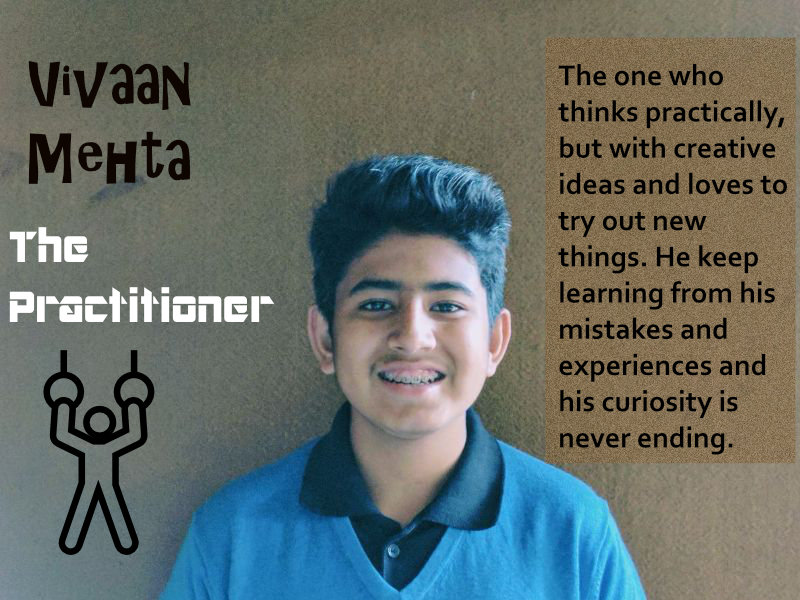 Vivaan
Mehta
The
Practitioner
The one who
thinks practically,
but with creative
ideas and loves to
try out new
things. He keep
learning from his
mistakes and
experiences and
his curiosity is
never ending.